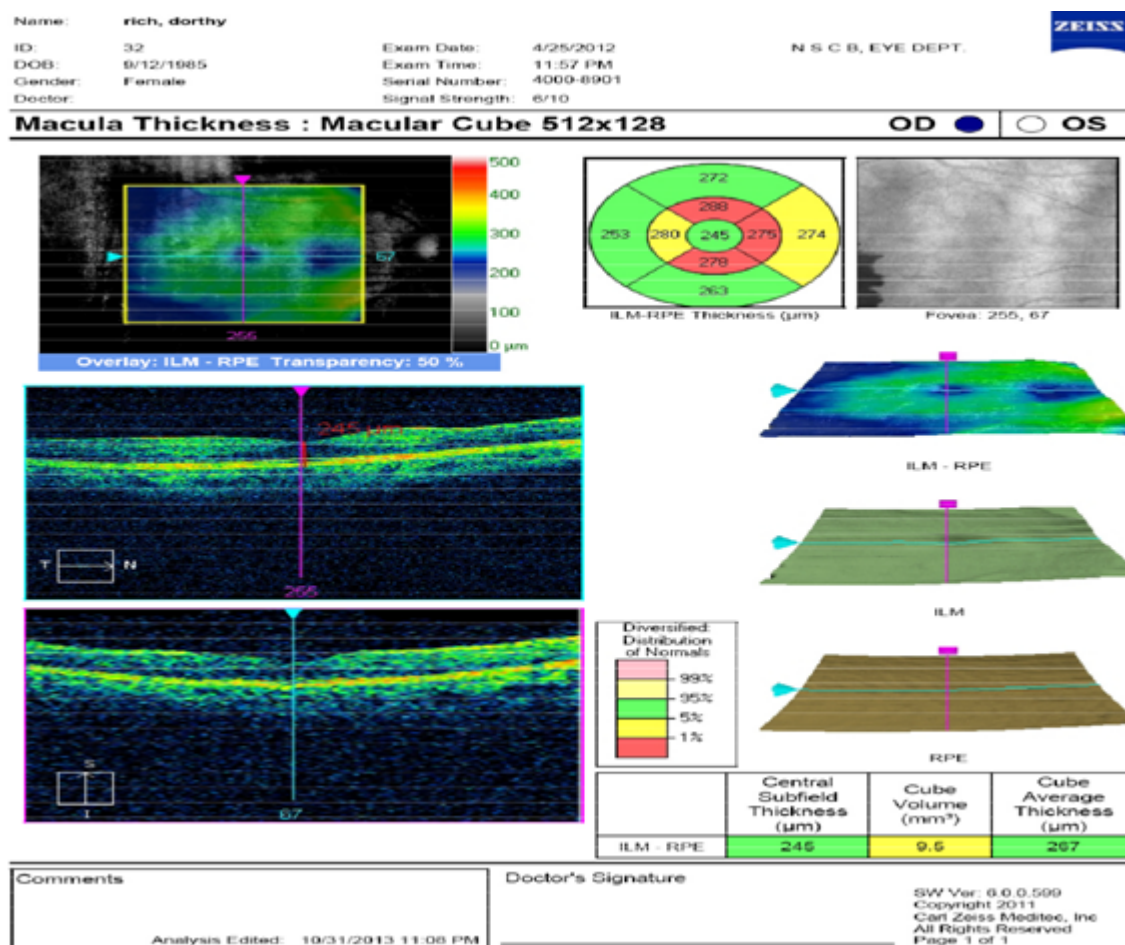 Name: rich, dorthy
ZEISS
ID: 32 Exam Date: 4/25/2012 N S C B, EYE DEPT.
DOB: 9/12/1985 Exam Time: 11:57 PM
Gender: Female Serial Number: 4000-8901
Doctor: Signal Strength: 6/10
Macula Thickness : Macular Cube 512x128 OD OS
500
400
300
200
100
0 µm
67
255
Overlay: ILM - RPE Transparency: 50 %
272
288
253 280 245 275 274
278
263
ILM-RPE Thickness (µm)
Fovea: 255, 67
245 µm
T N
255
ILM - RPE
ILM
S
I
67
Diversified:
Distribution
of Normals
99%
95%
5%
1%
RPE
Central Subfield Thickness (µm) Cube Volume (mm³) Cube Average Thickness (µm)
ILM - RPE 245 9.6 267
Comments
Doctor's Signature
SW Ver: 6.0.0.599
Copyright 2011
Carl Zeiss Meditec, Inc
All Rights Reserved
Analysis Edited: 10/31/2013 11:08 PM
Page 1 of 1